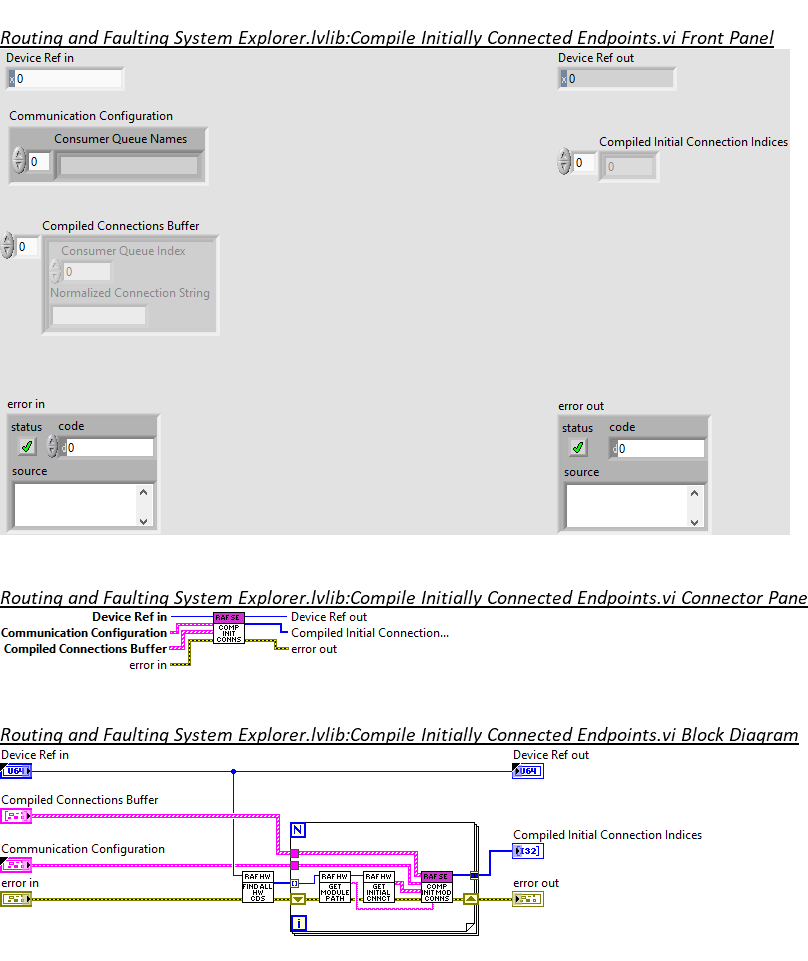 Routing and Faulting System Explorer.lvlib:Compile Initially Connected Endpoints.vi Front Panel
Device Ref in
Device Ref out
x 0
x 0
Communication Configuration
Consumer Queue Names
0
Compiled Initial Connection Indices
0
0
Compiled Connections Buffer
0
Consumer Queue Index
0
Normalized Connection String
error in
error out
status code
status code
d 0
d 0
source
source
Routing and Faulting System Explorer.lvlib:Compile Initially Connected Endpoints.vi Connector Pane
Device Ref in
Device Ref out
Communication Configuration
Compiled Initial Connection...
Compiled Connections Buffer
error out
error in
RAF SE
COMP
INIT
CONNS
Routing and Faulting System Explorer.lvlib:Compile Initially Connected Endpoints.vi Block Diagram
Device Ref in
Device Ref out
U64
U64
Compiled Connections Buffer
N
Compiled Initial Connection Indices
I32
Communication Configuration
error in
error out
RAF HW
FIND ALL
HW
CDS
RAF HW
GET
MODULE
PATH
RAF HW
GET
INITIAL
CNNCT
RAF SE
COMP
INIT MOD
CONNS
i